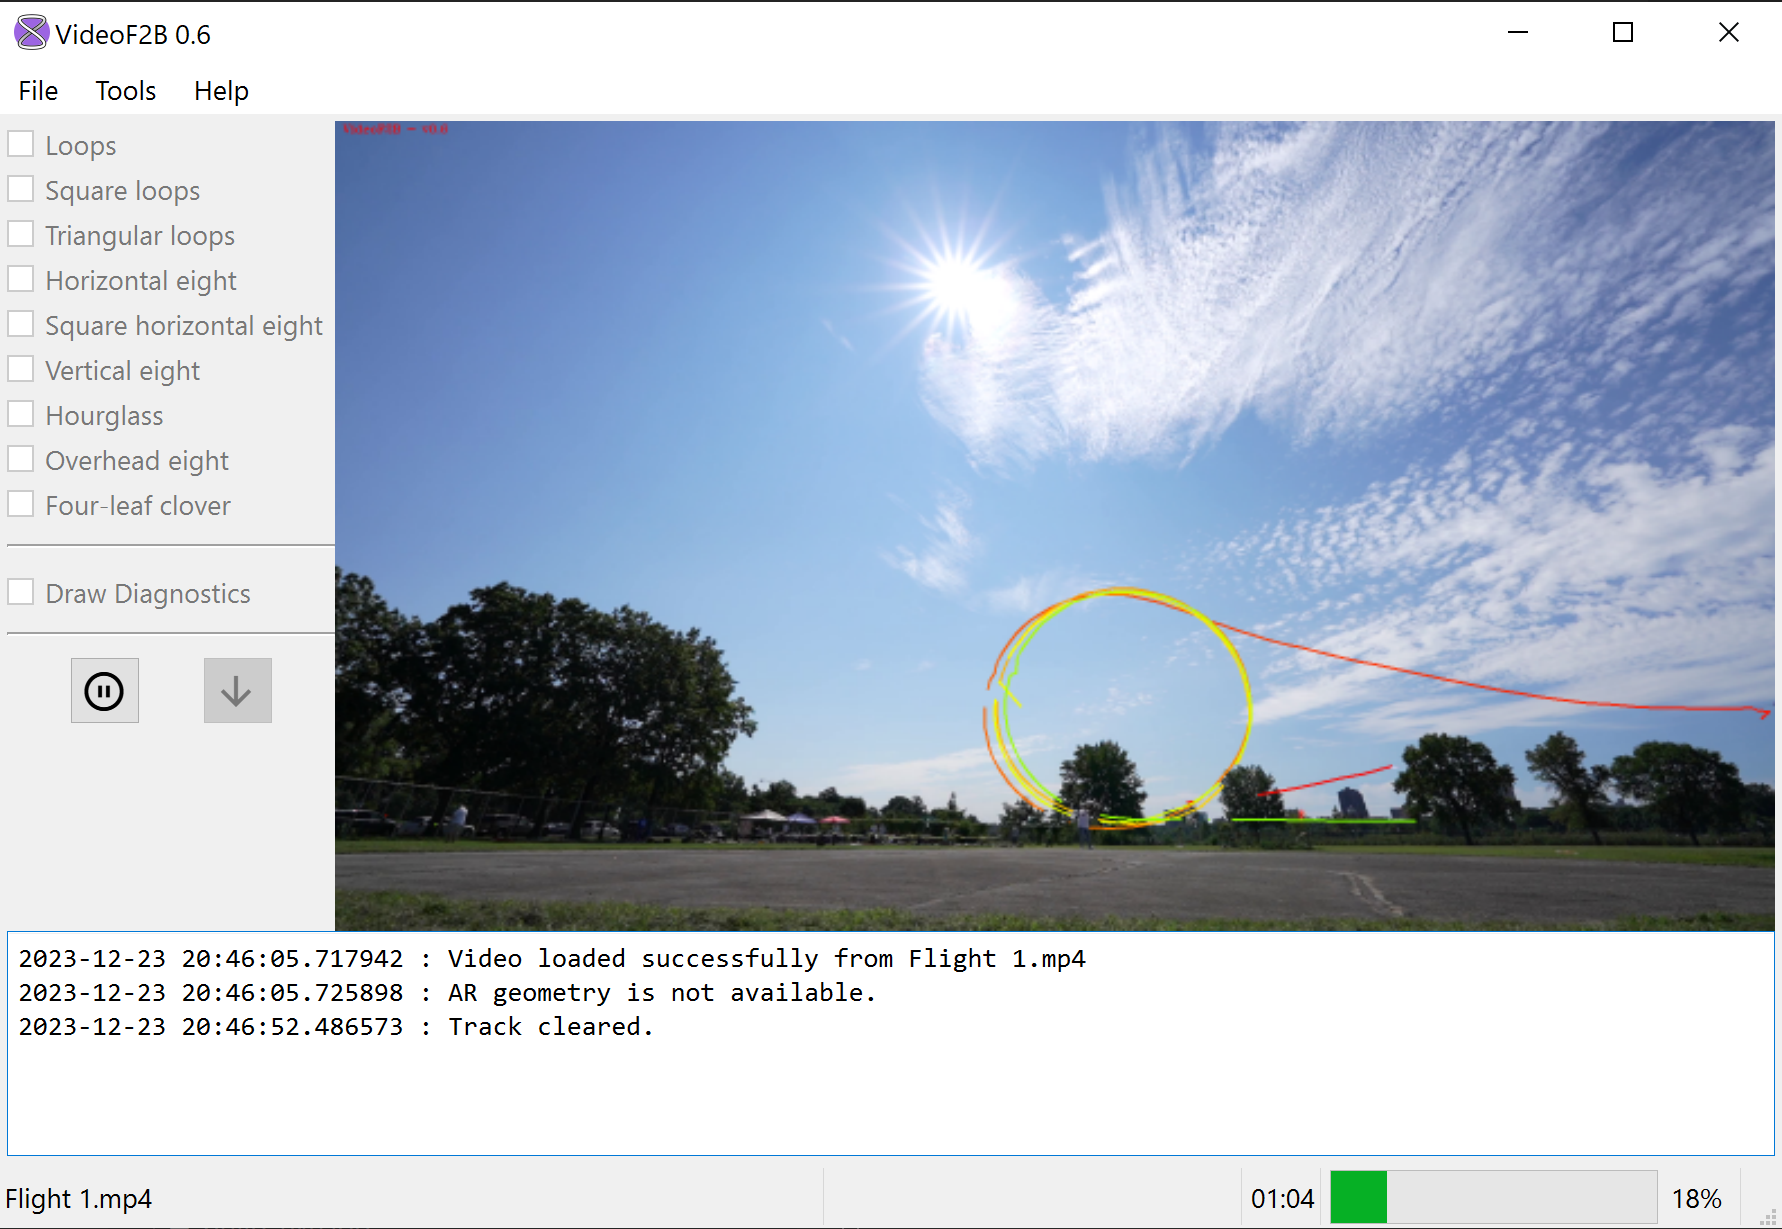 VideoF2B 0.6
File Tools Help
Loops
Square loops
Triangular loops
Horizontal eight
Square horizontal eight
Vertical eight
Hourglass
Overhead eight
Four-leaf clover
Draw Diagnostics
VideoF2B - v0.6
2023-12-23 20:46:05.717942 : Video loaded successfully from Flight 1.mp4
2023-12-23 20:46:05.725898 : AR geometry is not available.
2023-12-23 20:46:52.486573 : Track cleared.
Flight 1.mp4
01:04
18%